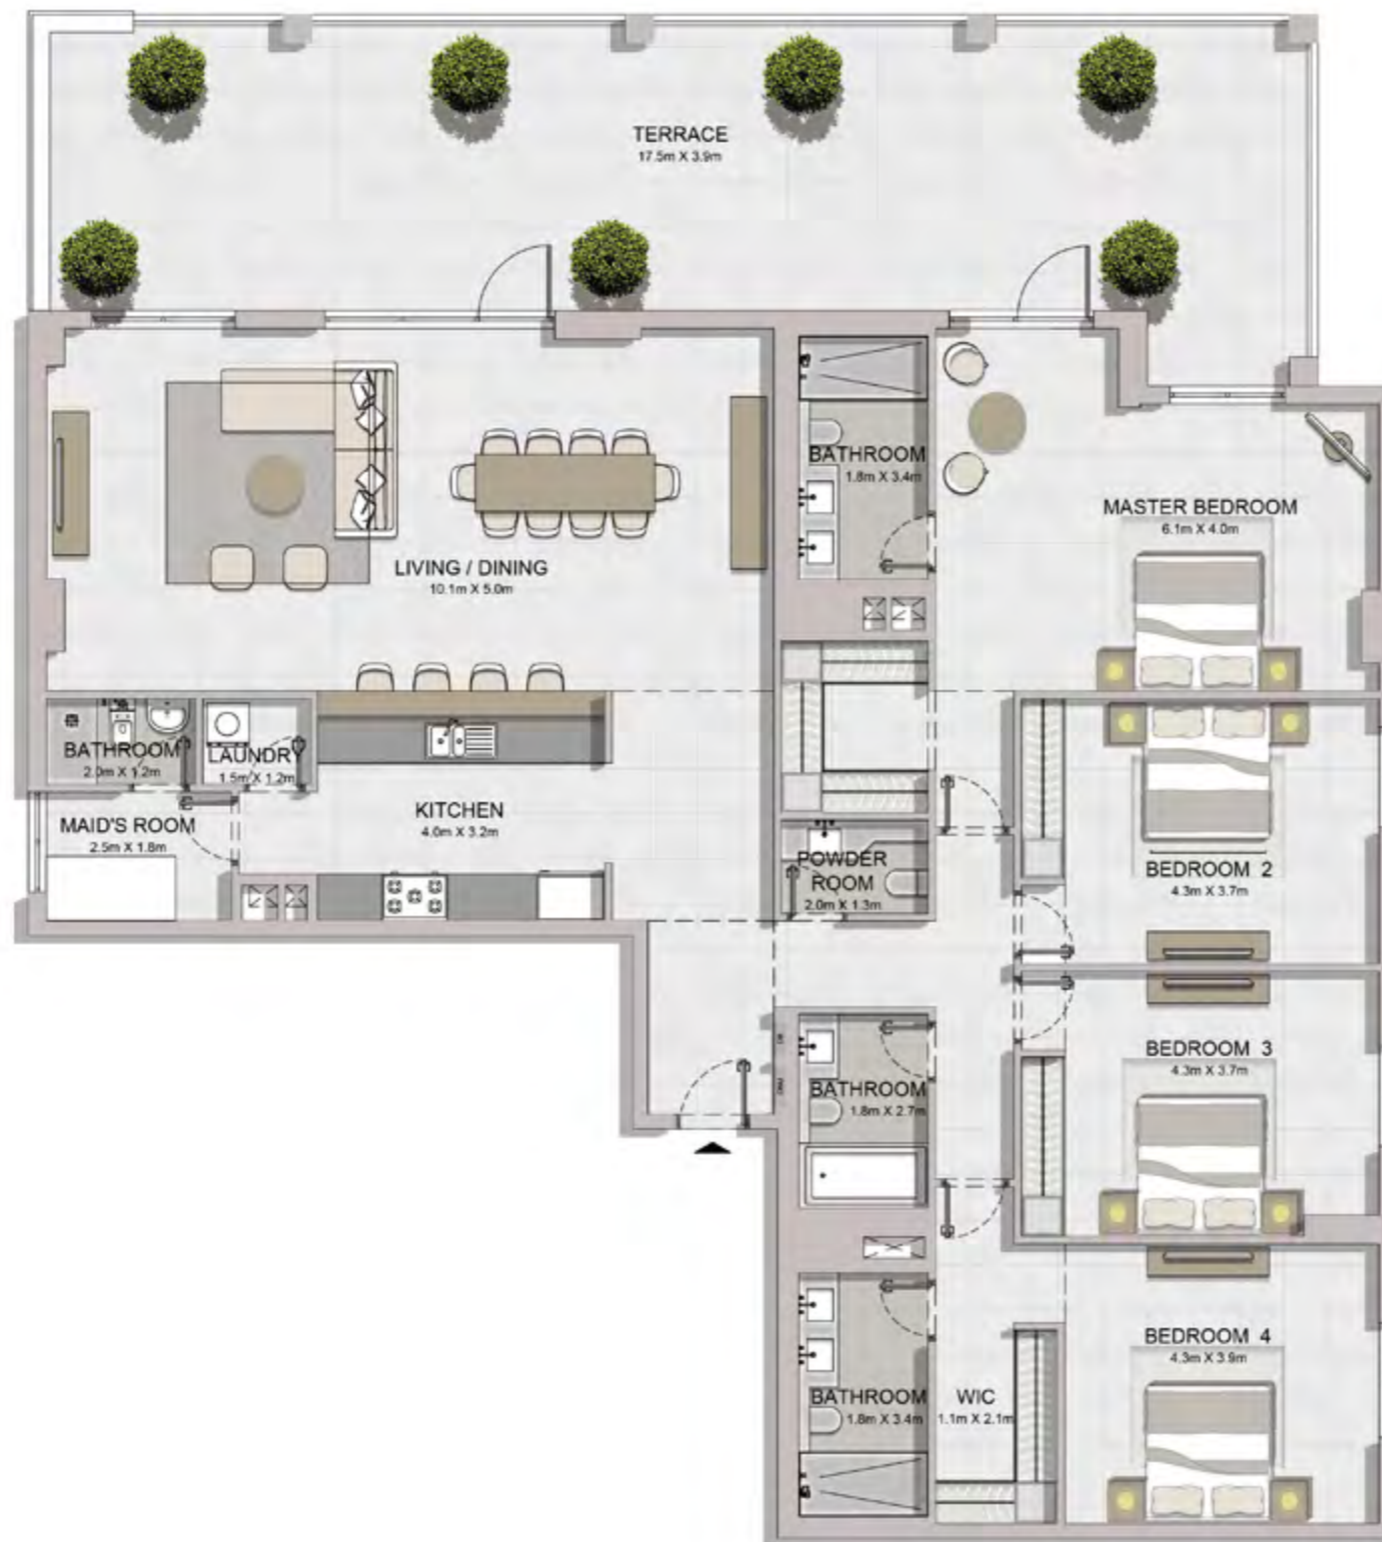 TERRACE
17.5m X 3.9m
BATHROOM
1.8m X 3.4m
MASTER BEDROOM
6.1m X 4.0m
LIVING / DINING
10.1m X 5.0m
BATHROOM
2.0m X 1.2m
LAUNDRY
1.5m X 1.2m
KITCHEN
4.0m X 3.2m
MAID'S ROOM
2.5m X 1.8m
POWDER
ROOM
2.0m X 1.3m
BEDROOM 2
4.3m X 3.7m
BEDROOM 3
4.3m X 3.7m
BATHROOM
1.8m X 2.7m
BEDROOM 4
4.3m X 3.9m
BATHROOM
1.8m X 3.4m
WIC
1.1m X 2.1m